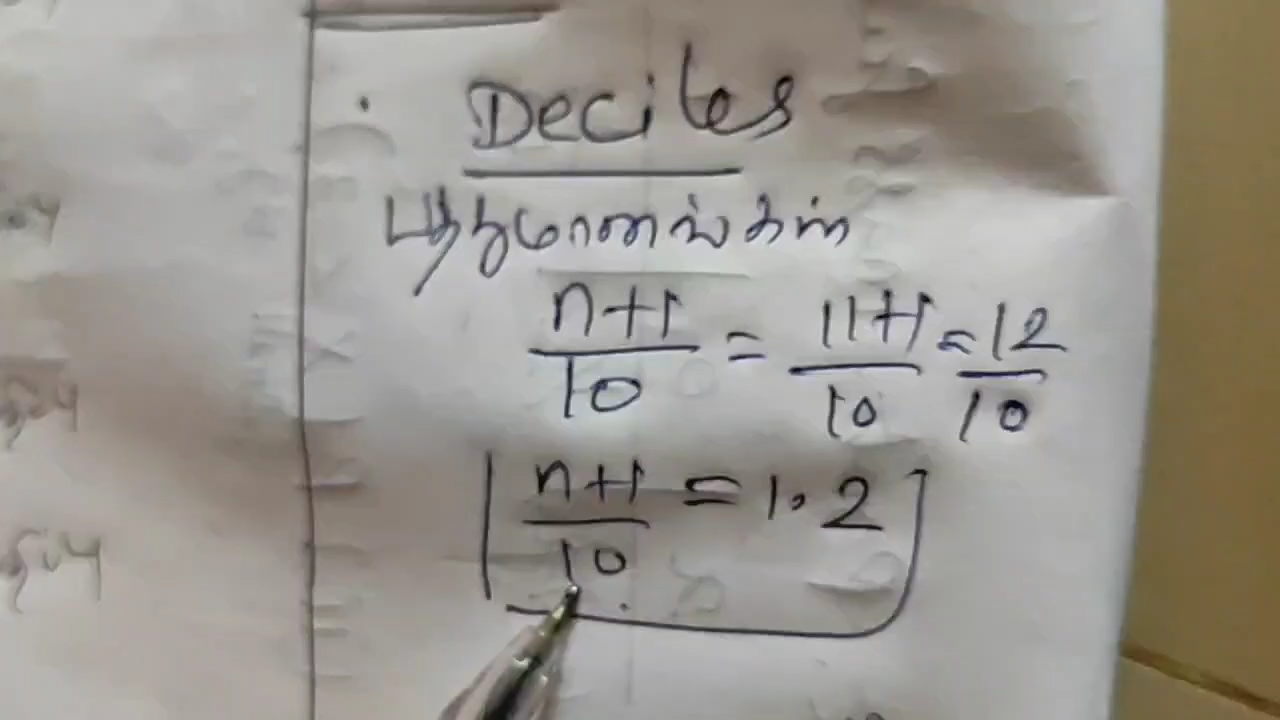 Deciles
பத்துமானங்கள்
n+1/10 = 11+1/10 = 12/10
n+1/10 = 1.2